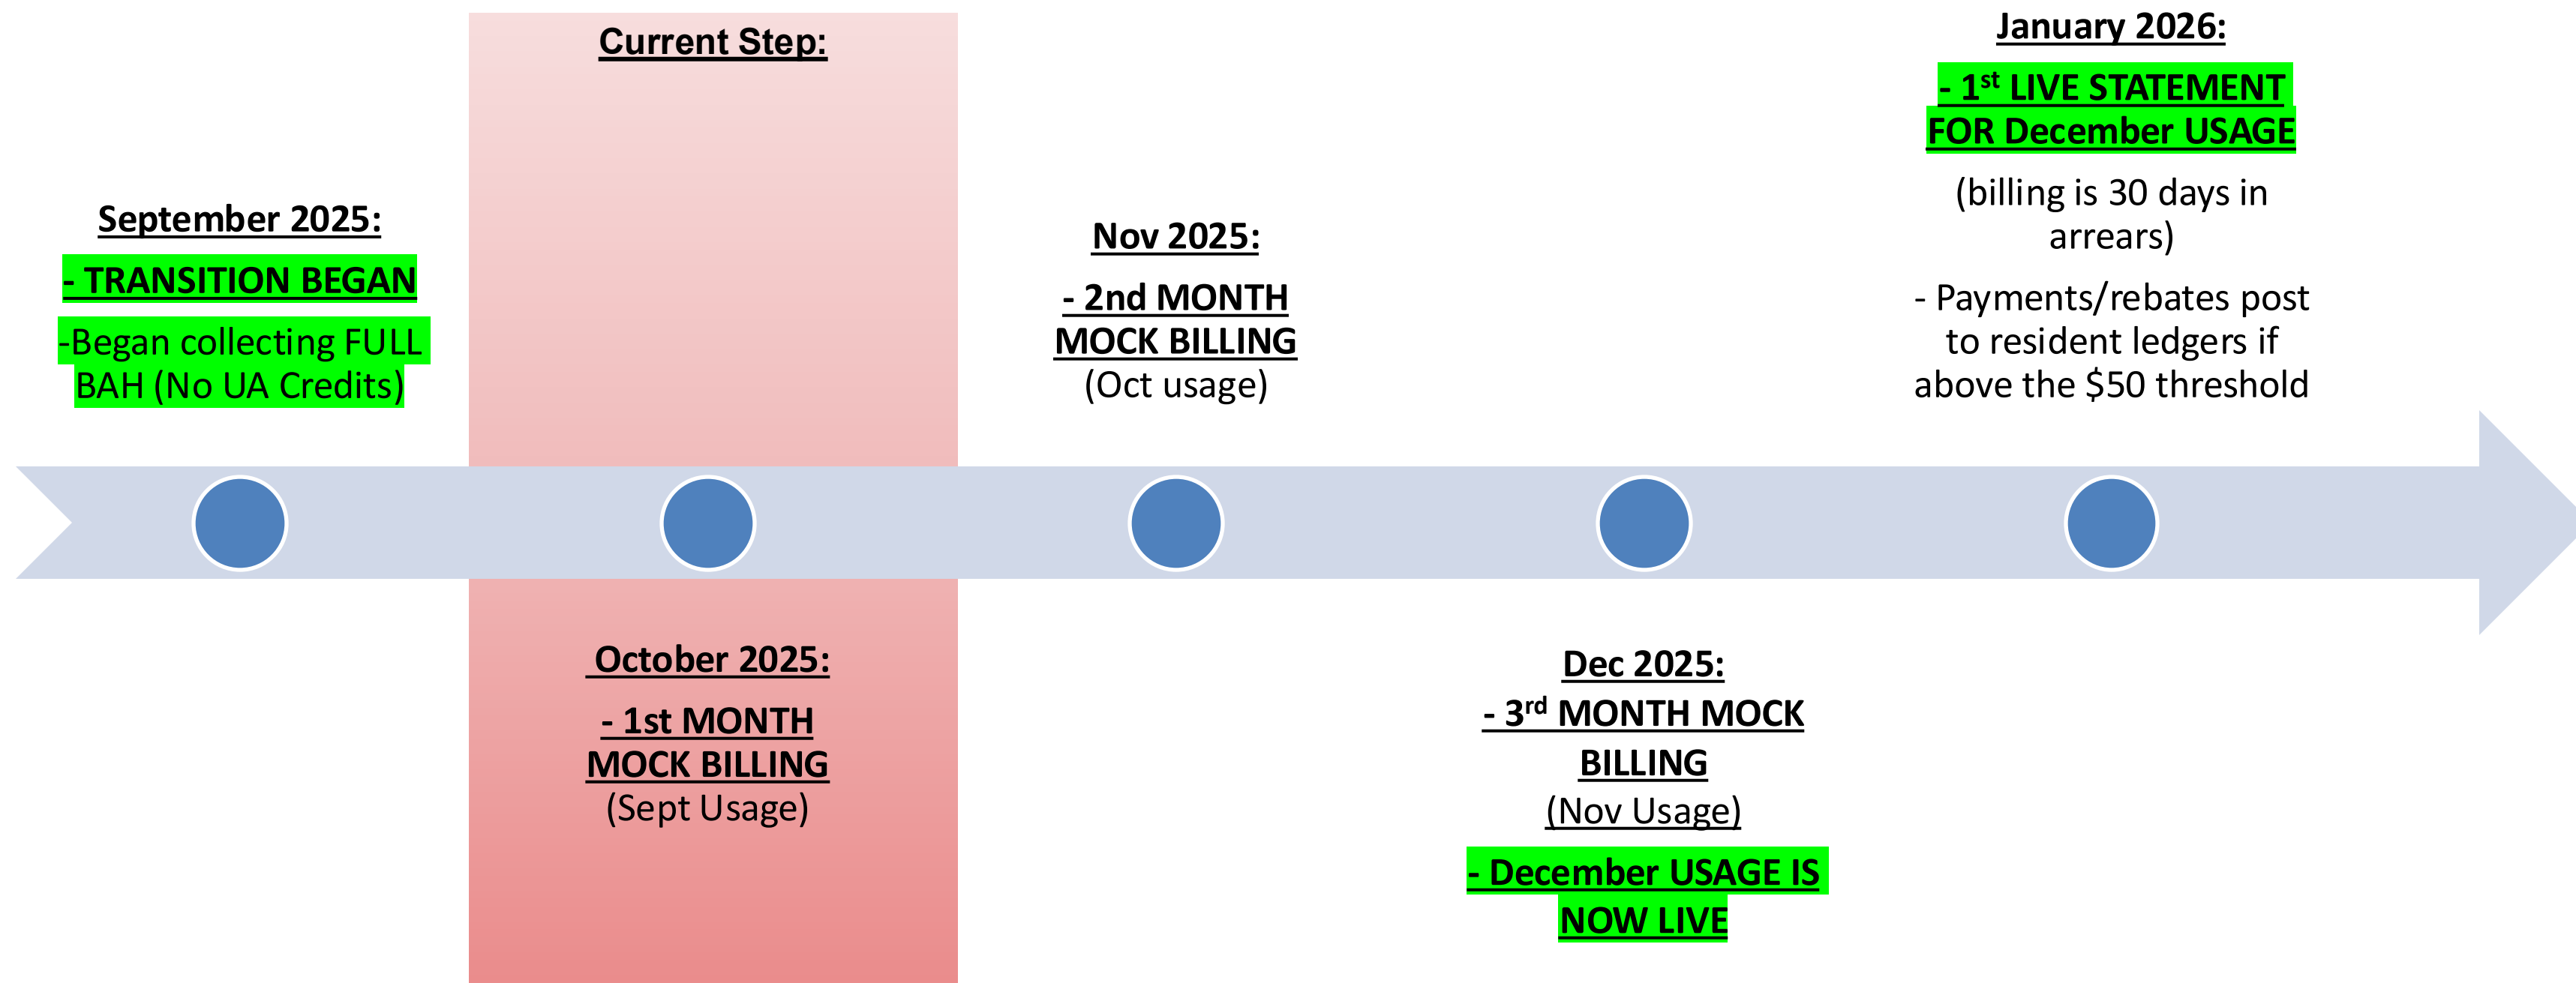 September 2025:
- TRANSITION BEGAN
-Began collecting FULL
BAH (No UA Credits)
Current Step:
October 2025:
- 1st MONTH
MOCK BILLING
(Sept Usage)
Nov 2025:
- 2nd MONTH
MOCK BILLING
(Oct usage)
Dec 2025:
- 3rd MONTH MOCK
BILLING
(Nov Usage)
- December USAGE IS
NOW LIVE
January 2026:
- 1st LIVE STATEMENT
FOR December USAGE
(billing is 30 days in
arrears)
- Payments/rebates post
to resident ledgers if
above the $50 threshold